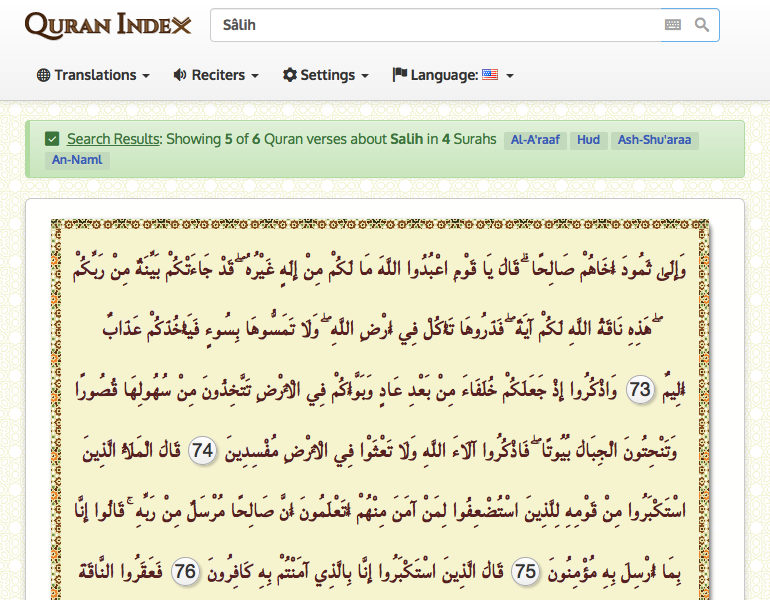 QURAN INDEX
Sâlih
Translations
Reciters
Settings
Language:
Search Results: Showing 5 of 6 Quran verses about Salih in 4 Surahs Al-A'raaf Hud Ash-Shu'araa
An-Naml
وَإِلَىٰ ثَمُودَ أَخَاهُمْ صَالِحًا ۗ قَالَ يَا قَوْمِ اعْبُدُوا اللَّهَ مَا لَكُمْ مِنْ إِلَٰهٍ غَيْرُهُ ۖ قَدْ جَاءَتْكُمْ بَيِّنَةٌ مِنْ رَبِّكُمْ
ۖ هَٰذِهِ نَاقَةُ اللَّهِ لَكُمْ آيَةً ۖ فَذَرُوهَا تَأْكُلْ فِي أَرْضِ اللَّهِ ۖ وَلَا تَمَسُّوهَا بِسُوءٍ فَيَأْخُذَكُمْ عَذَابٌ
أَلِيمٌ 73 وَاذْكُرُوا إِذْ جَعَلَكُمْ خُلَفَاءَ مِنْ بَعْدِ عَادٍ وَبَوَّأَكُمْ فِي الْأَرْضِ تَتَّخِذُونَ مِنْ سُهُولِهَا قُصُورًا
وَتَنْحِتُونَ الْجِبَالَ بُيُوتًا ۖ فَاذْكُرُوا آلَاءَ اللَّهِ وَلَا تَعْثَوْا فِي الْأَرْضِ مُفْسِدِينَ 74 قَالَ الْمَلَأُ الَّذِينَ
اسْتَكْبَرُوا مِنْ قَوْمِهِ لِلَّذِينَ اسْتُضْعِفُوا لِمَنْ آمَنَ مِنْهُمْ أَتَعْلَمُونَ أَنَّ صَالِحًا مُرْسَلٌ مِنْ رَبِّهِ ۚ قَالُوا إِنَّا
بِمَا أُرْسِلَ بِهِ مُؤْمِنُونَ 75 قَالَ الَّذِينَ اسْتَكْبَرُوا إِنَّا بِالَّذِي آمَنْتُمْ بِهِ كَافِرُونَ 76 فَعَقَرُوا النَّاقَةَ